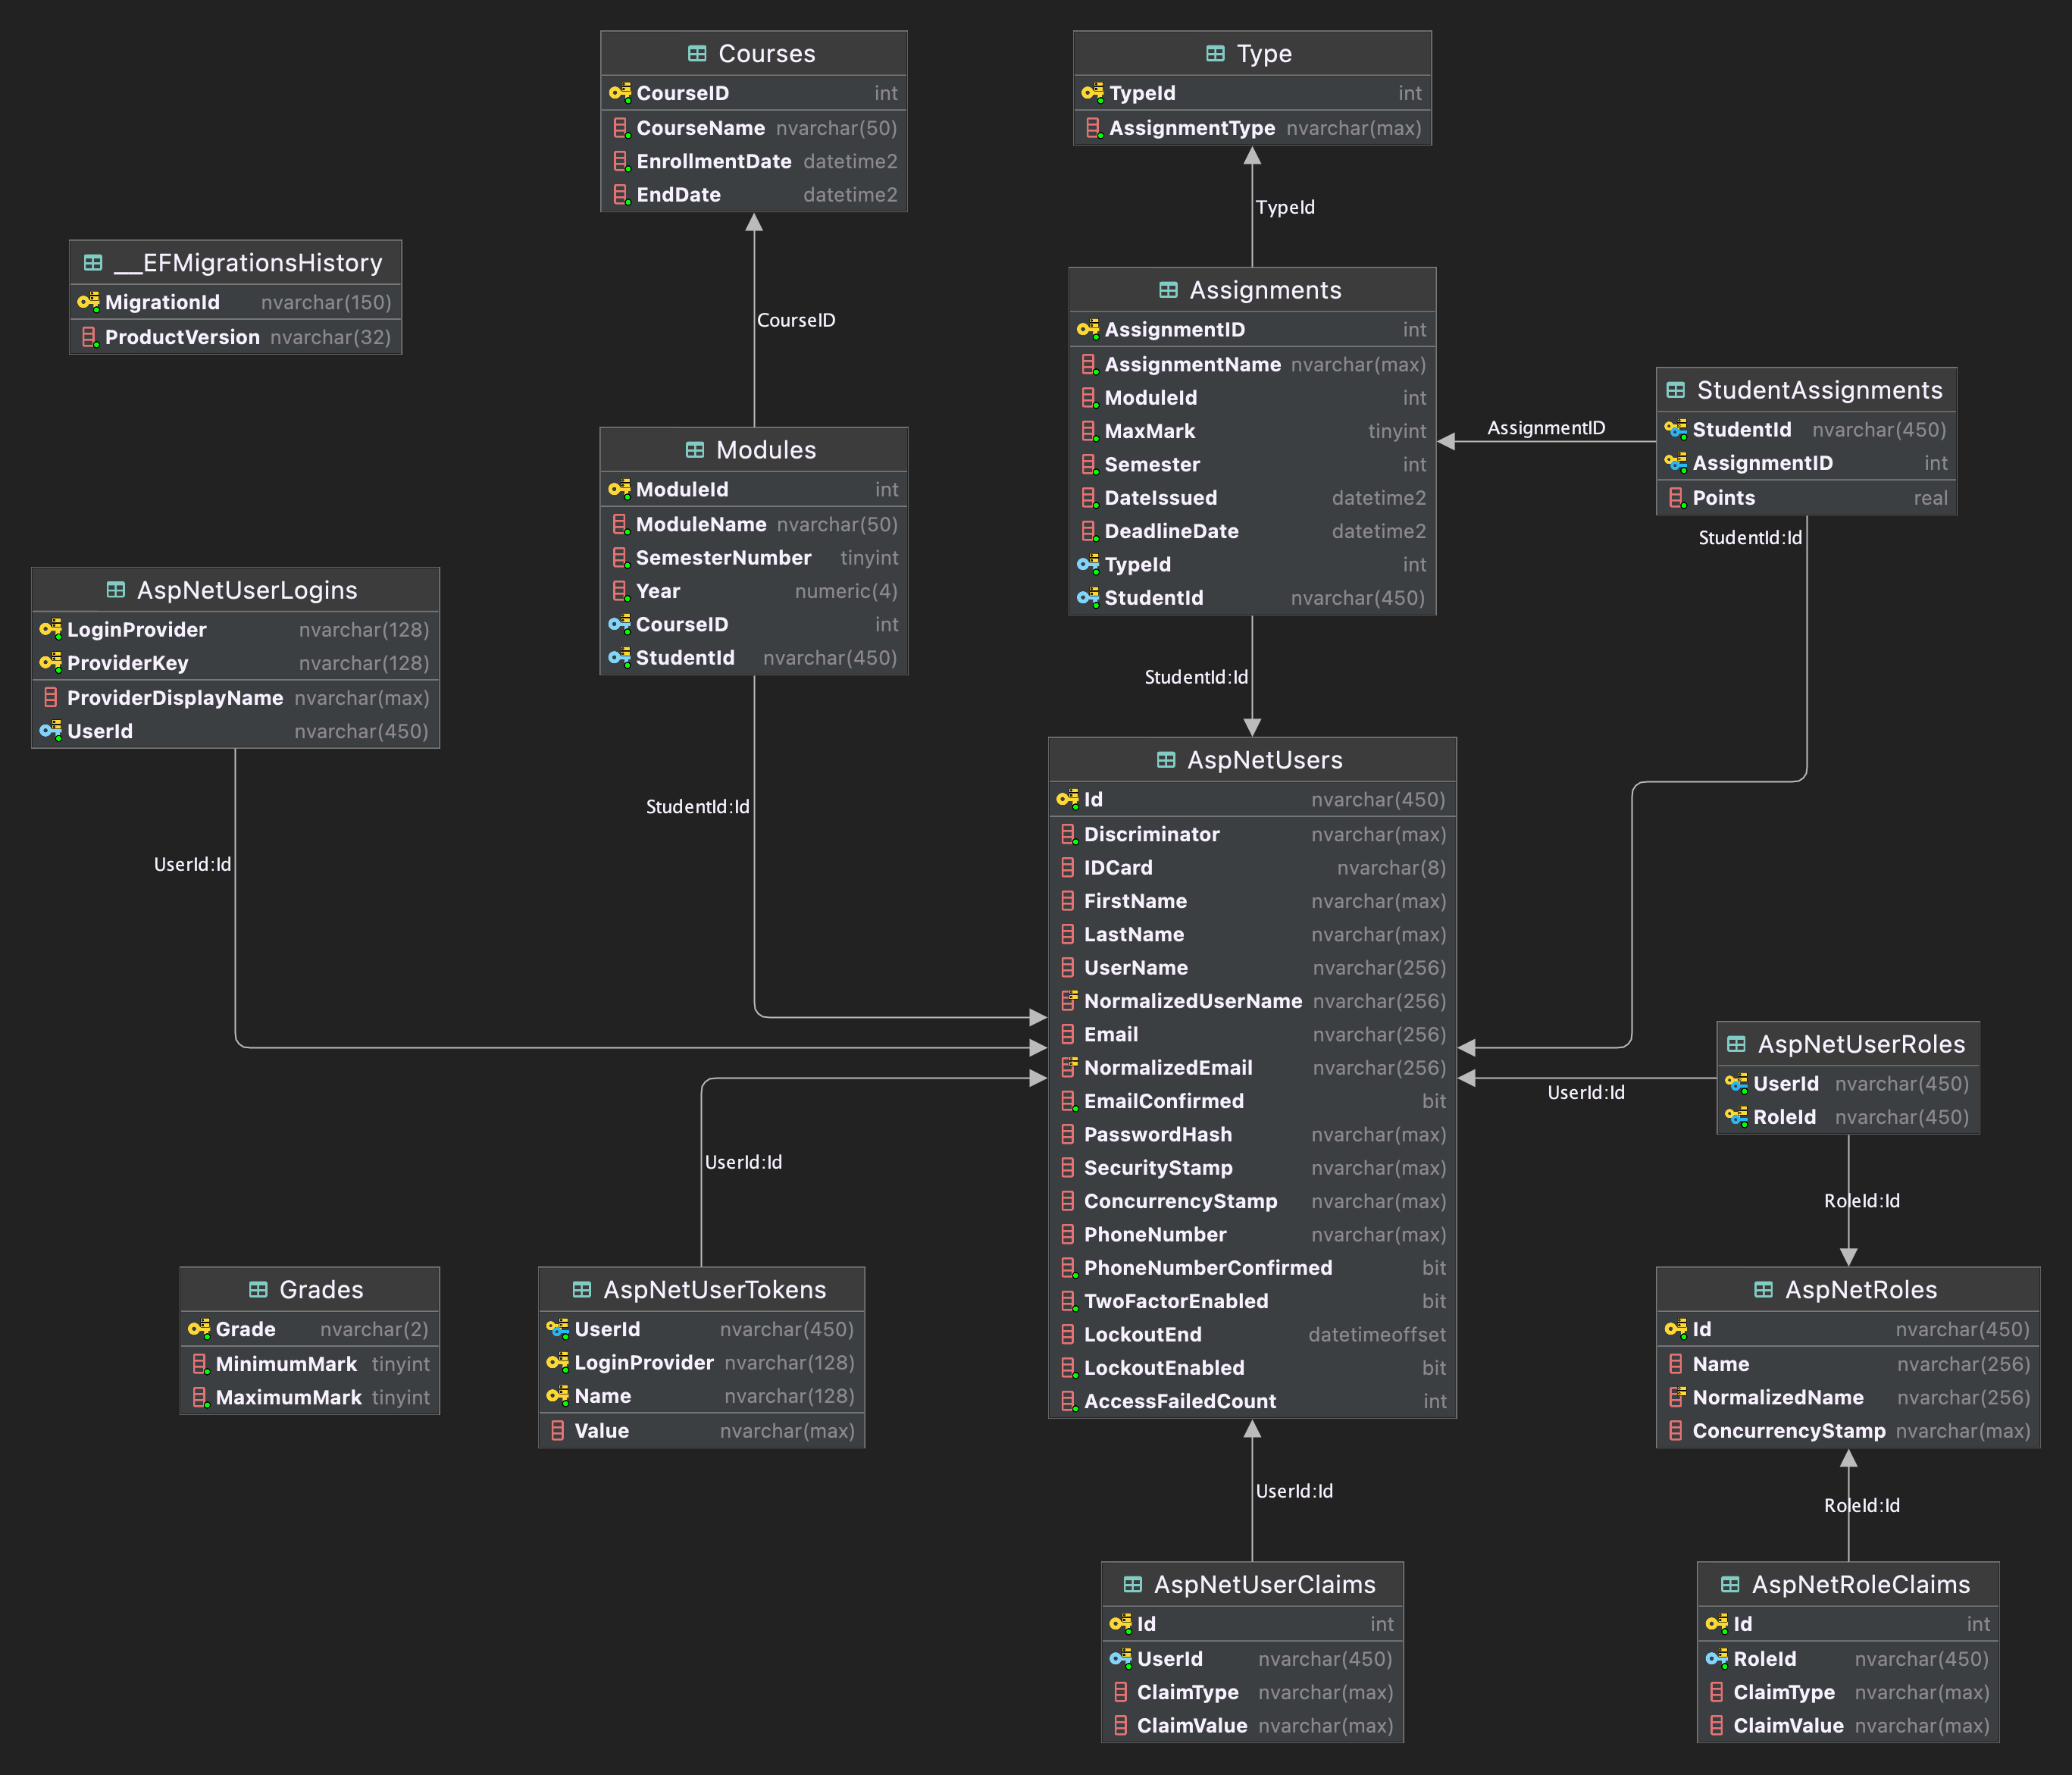 Courses
CourseID int
CourseName nvarchar(50)
EnrollmentDate datetime2
EndDate datetime2
Type
TypeId int
AssignmentType nvarchar(max)
TypeId
__EFMigrationsHistory
MigrationId nvarchar(150)
ProductVersion nvarchar(32)
CourseID
Assignments
AssignmentID int
AssignmentName nvarchar(max)
ModuleId int
MaxMark tinyint
Semester int
DateIssued datetime2
DeadlineDate datetime2
TypeId int
StudentId nvarchar(450)
StudentAssignments
StudentId nvarchar(450)
AssignmentID int
Points real
AssignmentID
StudentId:Id
Modules
ModuleId int
ModuleName nvarchar(50)
SemesterNumber tinyint
Year numeric(4)
CourseID int
StudentId nvarchar(450)
AspNetUserLogins
LoginProvider nvarchar(128)
ProviderKey nvarchar(128)
ProviderDisplayName nvarchar(max)
UserId nvarchar(450)
StudentId:Id
StudentId:Id
UserId:Id
AspNetUsers
Id nvarchar(450)
Discriminator nvarchar(max)
IDCard nvarchar(8)
FirstName nvarchar(max)
LastName nvarchar(max)
UserName nvarchar(256)
NormalizedUserName nvarchar(256)
Email nvarchar(256)
NormalizedEmail nvarchar(256)
EmailConfirmed bit
PasswordHash nvarchar(max)
SecurityStamp nvarchar(max)
ConcurrencyStamp nvarchar(max)
PhoneNumber nvarchar(max)
PhoneNumberConfirmed bit
TwoFactorEnabled bit
LockoutEnd datetimeoffset
LockoutEnabled bit
AccessFailedCount int
AspNetUserRoles
UserId nvarchar(450)
RoleId nvarchar(450)
UserId:Id
UserId:Id
RoleId:Id
Grades
Grade nvarchar(2)
MinimumMark tinyint
MaximumMark tinyint
AspNetUserTokens
UserId nvarchar(450)
LoginProvider nvarchar(128)
Name nvarchar(128)
Value nvarchar(max)
AspNetRoles
Id nvarchar(450)
Name nvarchar(256)
NormalizedName nvarchar(256)
ConcurrencyStamp nvarchar(max)
UserId:Id
RoleId:Id
AspNetUserClaims
Id int
UserId nvarchar(450)
ClaimType nvarchar(max)
ClaimValue nvarchar(max)
AspNetRoleClaims
Id int
RoleId nvarchar(450)
ClaimType nvarchar(max)
ClaimValue nvarchar(max)